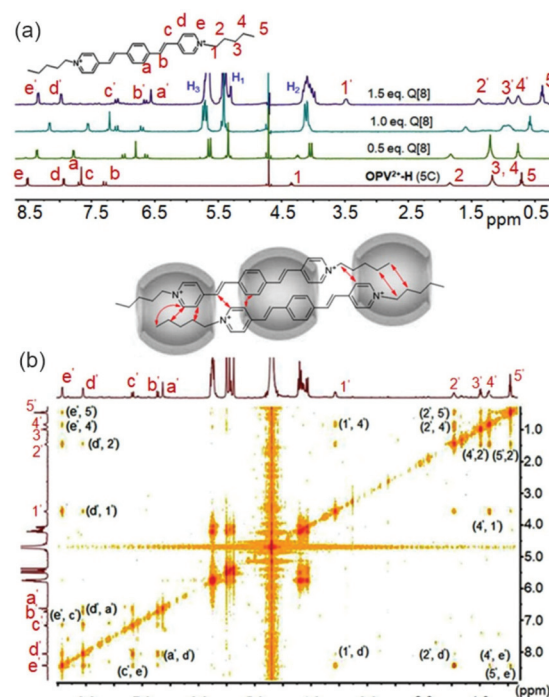 (a)
d e 2 4 5
c
N+ 1 3
N+ b
a
e' d' c' b' a' H3 H1 H2 1' 2' 3' 4' 5'
1.5 eq. Q[8]
1.0 eq. Q[8]
a 0.5 eq. Q[8]
e d c b 1 2 3, 4 5 OPV2+-H (5C)
8.5 7.5 6.5 5.5 4.5 3.5 2.5 1.5 ppm
N+ N+
N+ N+
(b)
e' d' c' b' a' 1' 2' 3' 4' 5'
5' (e', 5') (2', 5')
4' (e', 4') (1', 4') (2', 4')
3'
2' (d', 2') (4',2') (5',2') 1.0
2.0
3.0
1' (d', 1') (4', 1')
4.0
5.0
6.0
a'
b' (e', c') (d', a') 7.0
c'
d' (a', d') (1', d') (2', d') 8.0
e' (c', e') (4', e')
(5', e')
(ppm)